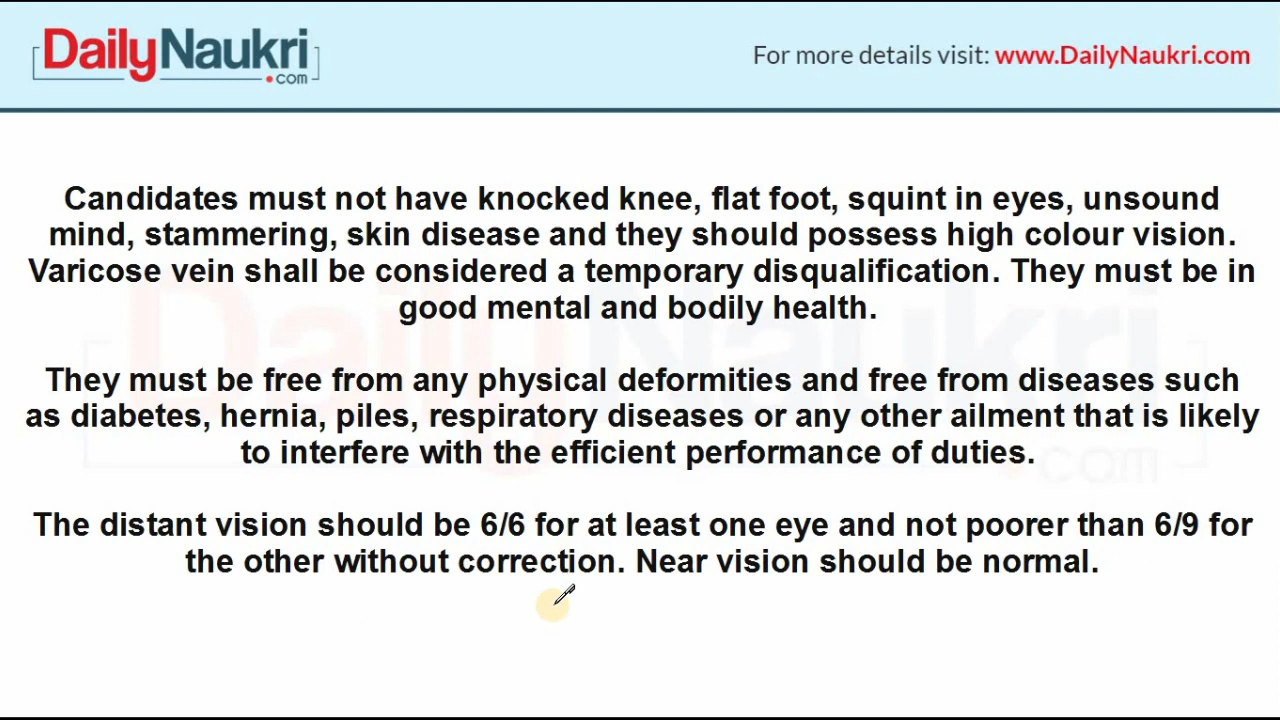 DailyNaukri
.com
For more details visit: www.DailyNaukri.com
Candidates must not have knocked knee, flat foot, squint in eyes, unsound
mind, stammering, skin disease and they should possess high colour vision.
Varicose vein shall be considered a temporary disqualification. They must be in
good mental and bodily health.
They must be free from any physical deformities and free from diseases such
as diabetes, hernia, piles, respiratory diseases or any other ailment that is likely
to interfere with the efficient performance of duties.
The distant vision should be 6/6 for at least one eye and not poorer than 6/9 for
the other without correction. Near vision should be normal.
DailyNaukri
.com